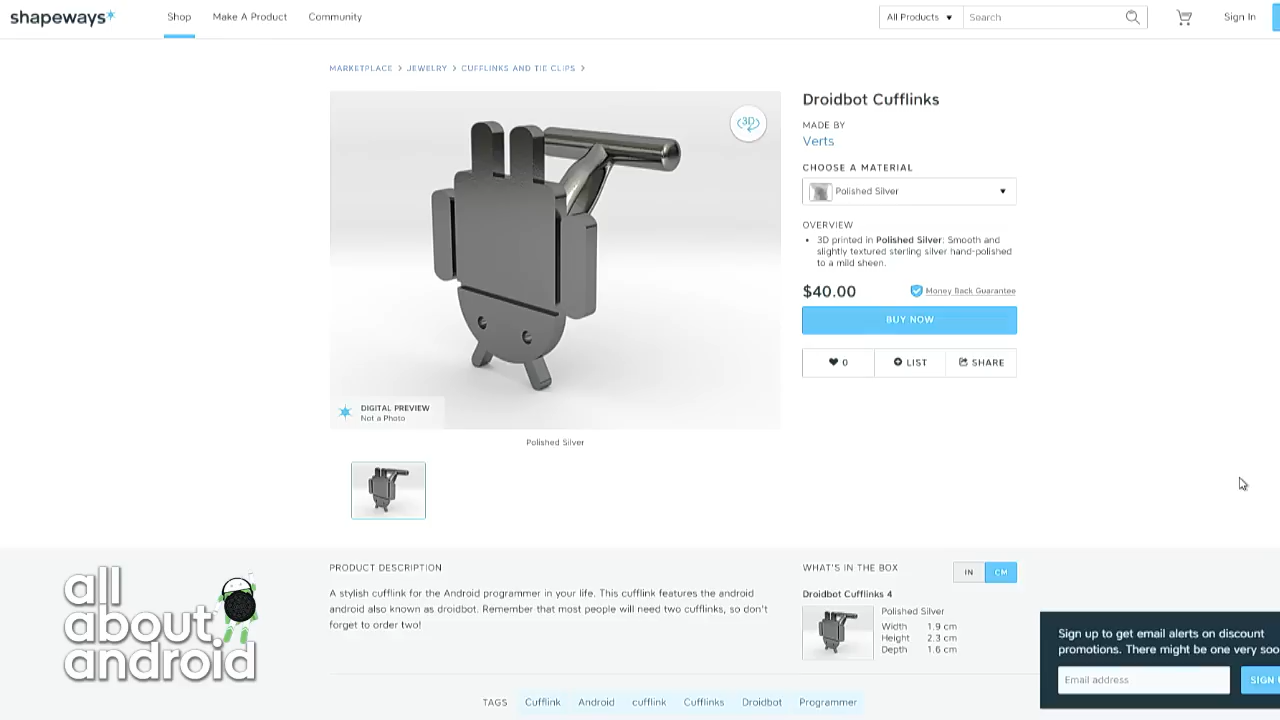 shapeways
Shop
Make A Product
Community
All Products
Search
Sign In
MARKETPLACE > JEWELRY > CUFFLINKS AND TIE CLIPS >
3D
DIGITAL PREVIEW
Not a Photo
Polished Silver
Droidbot Cufflinks
MADE BY
Verts
CHOOSE A MATERIAL
Polished Silver
OVERVIEW
• 3D printed in Polished Silver: Smooth and
slightly textured sterling silver hand-polished
to a mild sheen.
$40.00
Money Back Guarantee
BUY NOW
0
LIST
SHARE
PRODUCT DESCRIPTION
A stylish cufflink for the Android programmer in your life. This cufflink features the android
android also known as droidbot. Remember that most people will need two cufflinks, so don't
forget to order two!
WHAT'S IN THE BOX
IN
CM
Droidbot Cufflinks 4
Polished Silver
Width 1.9 cm
Height 2.3 cm
Depth 1.6 cm
TAGS Cufflink Android cufflink Cufflinks Droidbot Programmer
all
about
android
Sign up to get email alerts on discount
promotions. There might be one very soo
Email address
SIGN